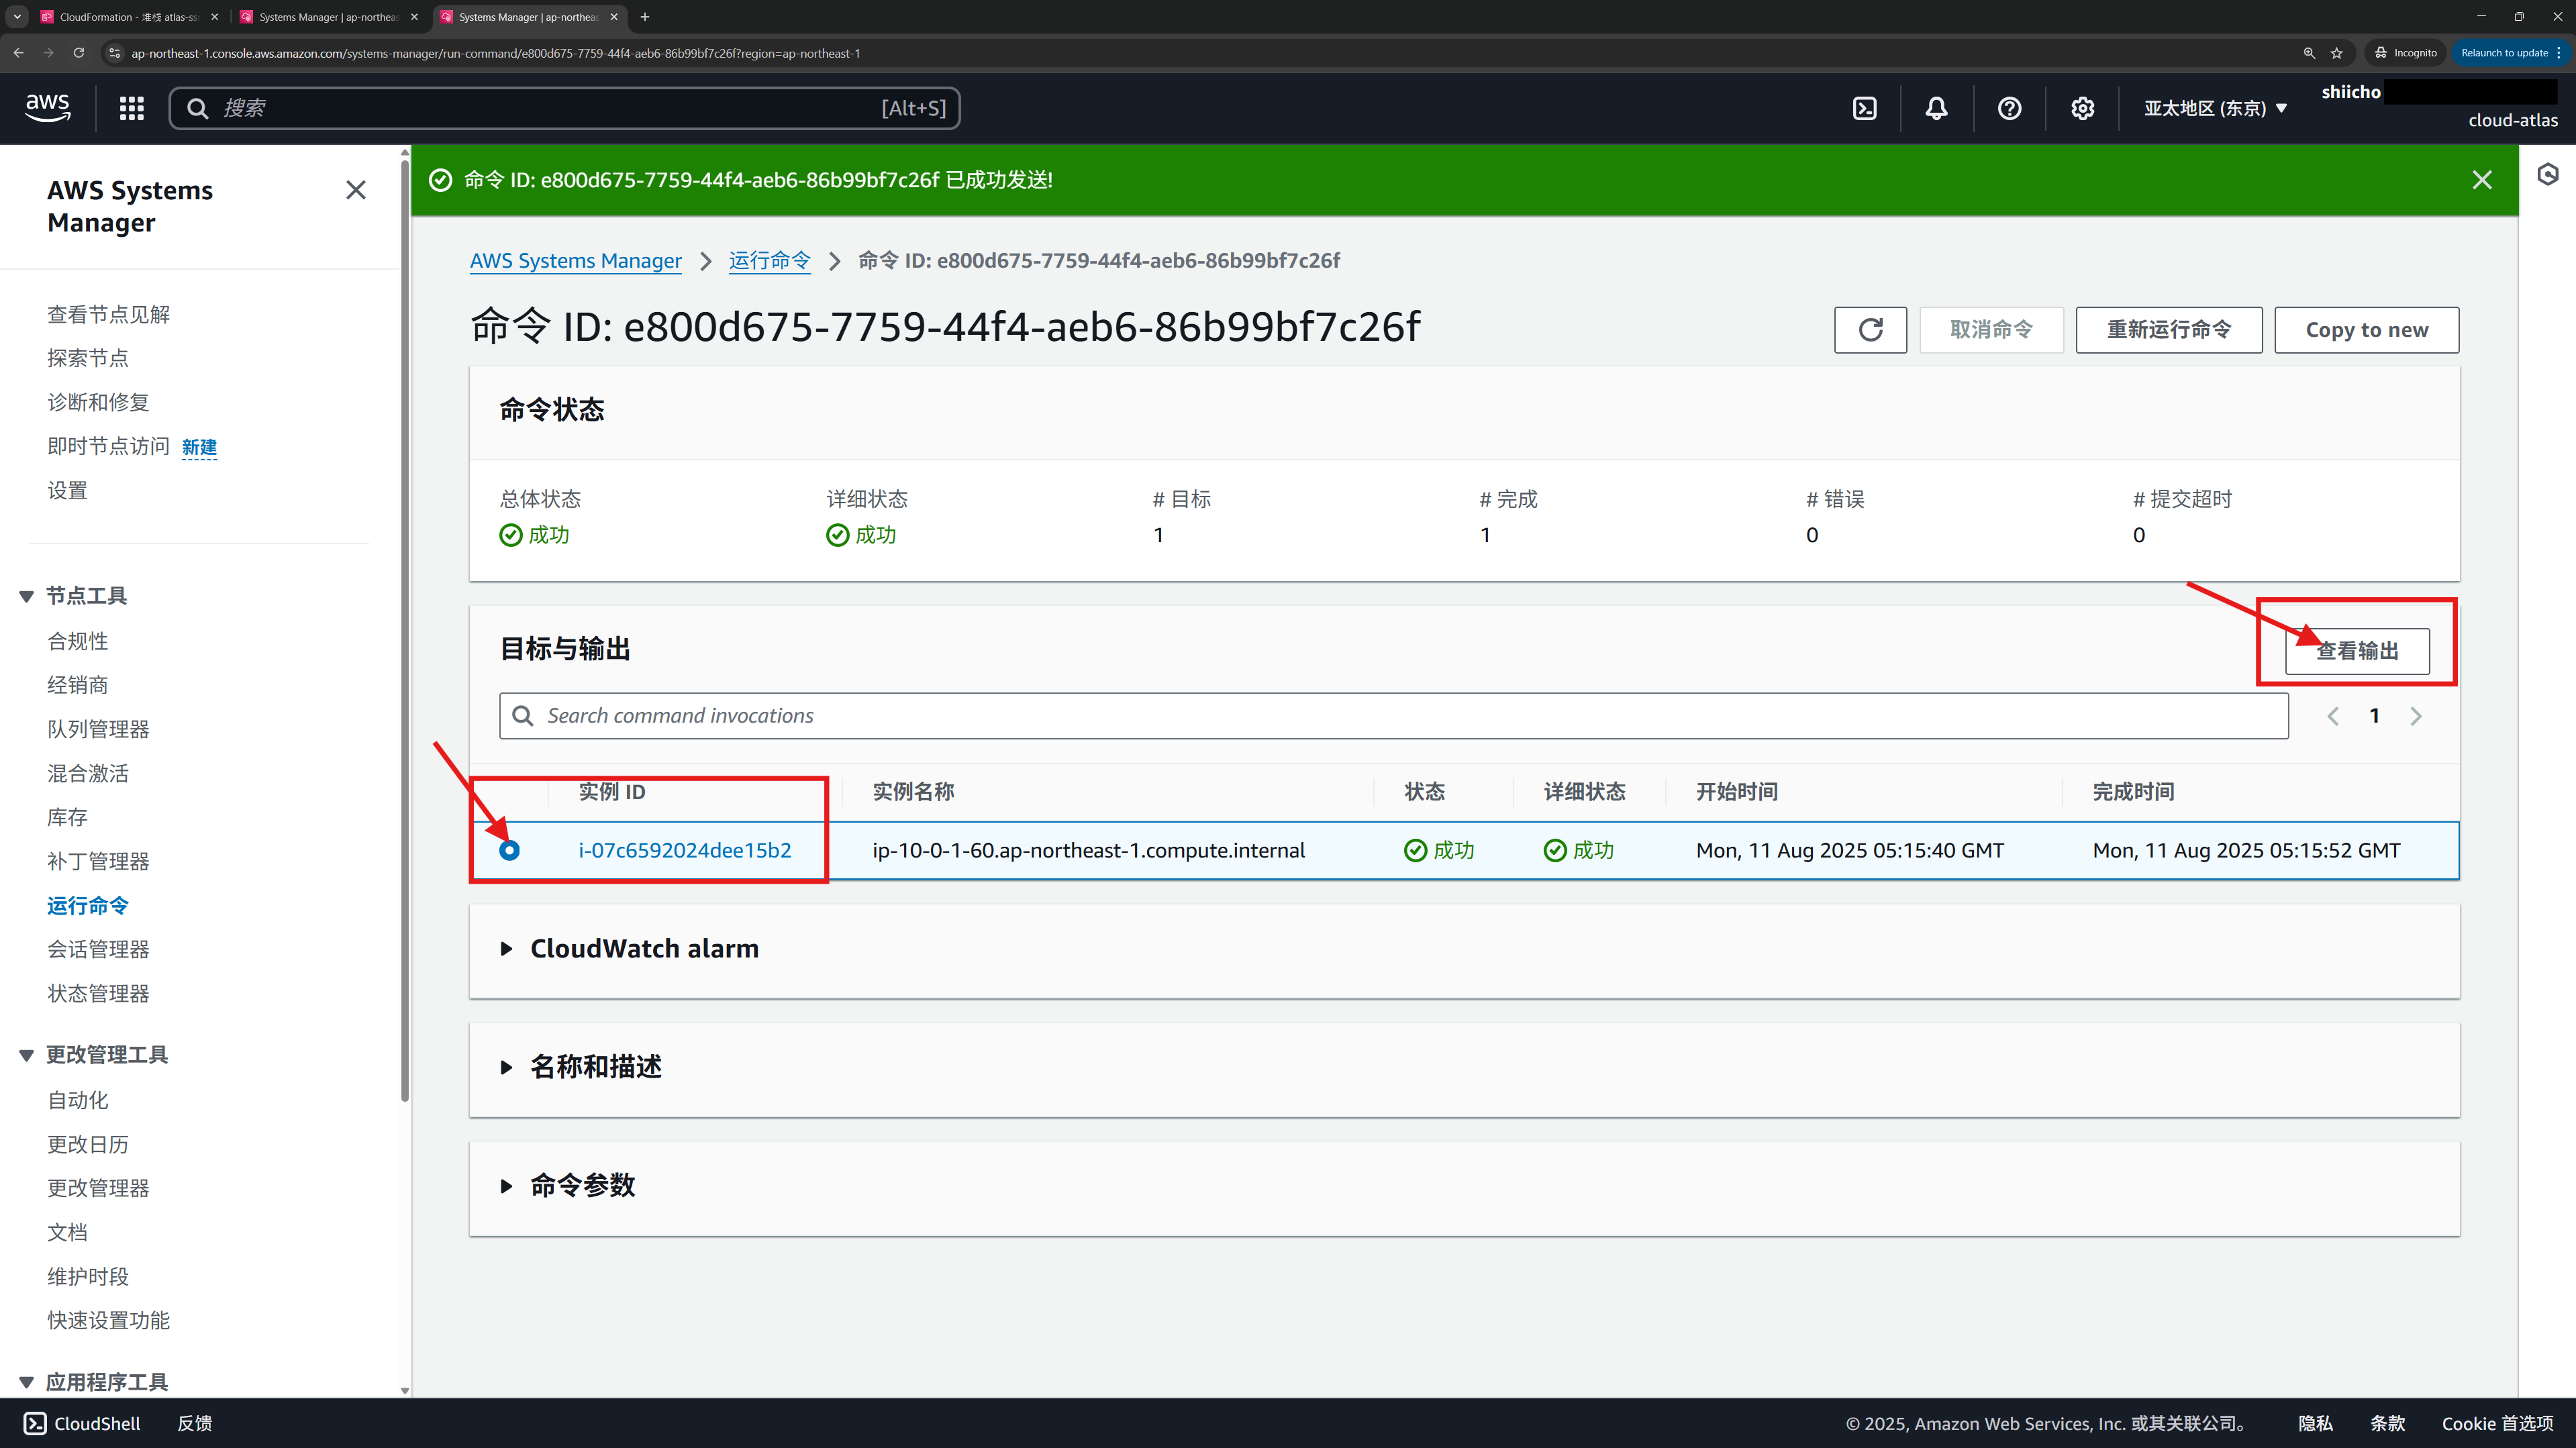 CloudFormation - 堆栈 atlas-ssm
Systems Manager | ap-northeas
Systems Manager | ap-northeas
ap-northeast-1.console.aws.amazon.com/systems-manager/run-command/e800d675-7759-44f4-aeb6-86b99bf7c26f?region=ap-northeast-1
Incognito
Relaunch to update
aws
搜索
[Alt+S]
亚太地区 (东京)
shiicho
cloud-atlas
AWS Systems
Manager
查看节点见解
探索节点
诊断和修复
即时节点访问 新建
设置
节点工具
合规性
经销商
队列管理器
混合激活
库存
补丁管理器
运行命令
会话管理器
状态管理器
更改管理工具
自动化
更改日历
更改管理器
文档
维护时段
快速设置功能
应用程序工具
命令 ID: e800d675-7759-44f4-aeb6-86b99bf7c26f 已成功发送!
AWS Systems Manager
运行命令
命令 ID: e800d675-7759-44f4-aeb6-86b99bf7c26f
命令 ID: e800d675-7759-44f4-aeb6-86b99bf7c26f
取消命令
重新运行命令
Copy to new
命令状态
总体状态 详细状态 # 目标 # 完成 # 错误 # 提交超时
成功 成功 1 1 0 0
目标与输出
查看输出
Search command invocations
1
实例 ID 实例名称 状态 详细状态 开始时间 完成时间
i-07c6592024dee15b2 ip-10-0-1-60.ap-northeast-1.compute.internal 成功 成功 Mon, 11 Aug 2025 05:15:40 GMT Mon, 11 Aug 2025 05:15:52 GMT
CloudWatch alarm
名称和描述
命令参数
CloudShell 反馈
© 2025, Amazon Web Services, Inc. 或其关联公司。 隐私 条款 Cookie 首选项